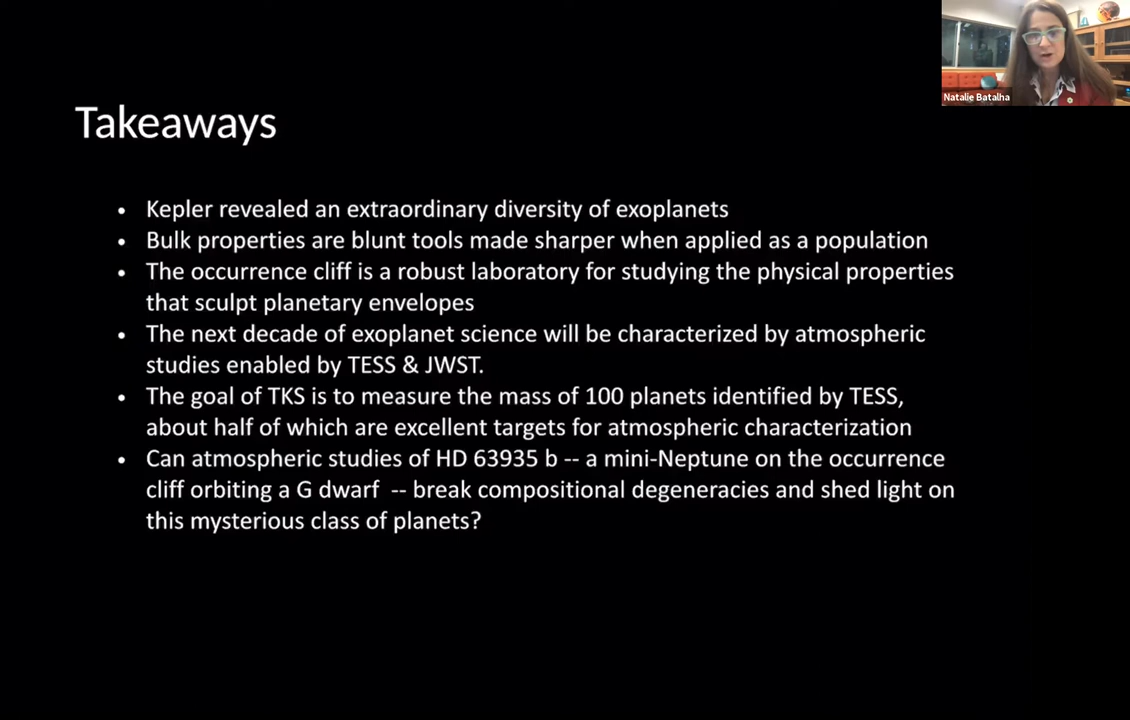 Natalie Batalha
Takeaways
• Kepler revealed an extraordinary diversity of exoplanets
• Bulk properties are blunt tools made sharper when applied as a population
• The occurrence cliff is a robust laboratory for studying the physical properties
that sculpt planetary envelopes
• The next decade of exoplanet science will be characterized by atmospheric
studies enabled by TESS & JWST.
• The goal of TKS is to measure the mass of 100 planets identified by TESS,
about half of which are excellent targets for atmospheric characterization
• Can atmospheric studies of HD 63935 b -- a mini-Neptune on the occurrence
cliff orbiting a G dwarf -- break compositional degeneracies and shed light on
this mysterious class of planets?